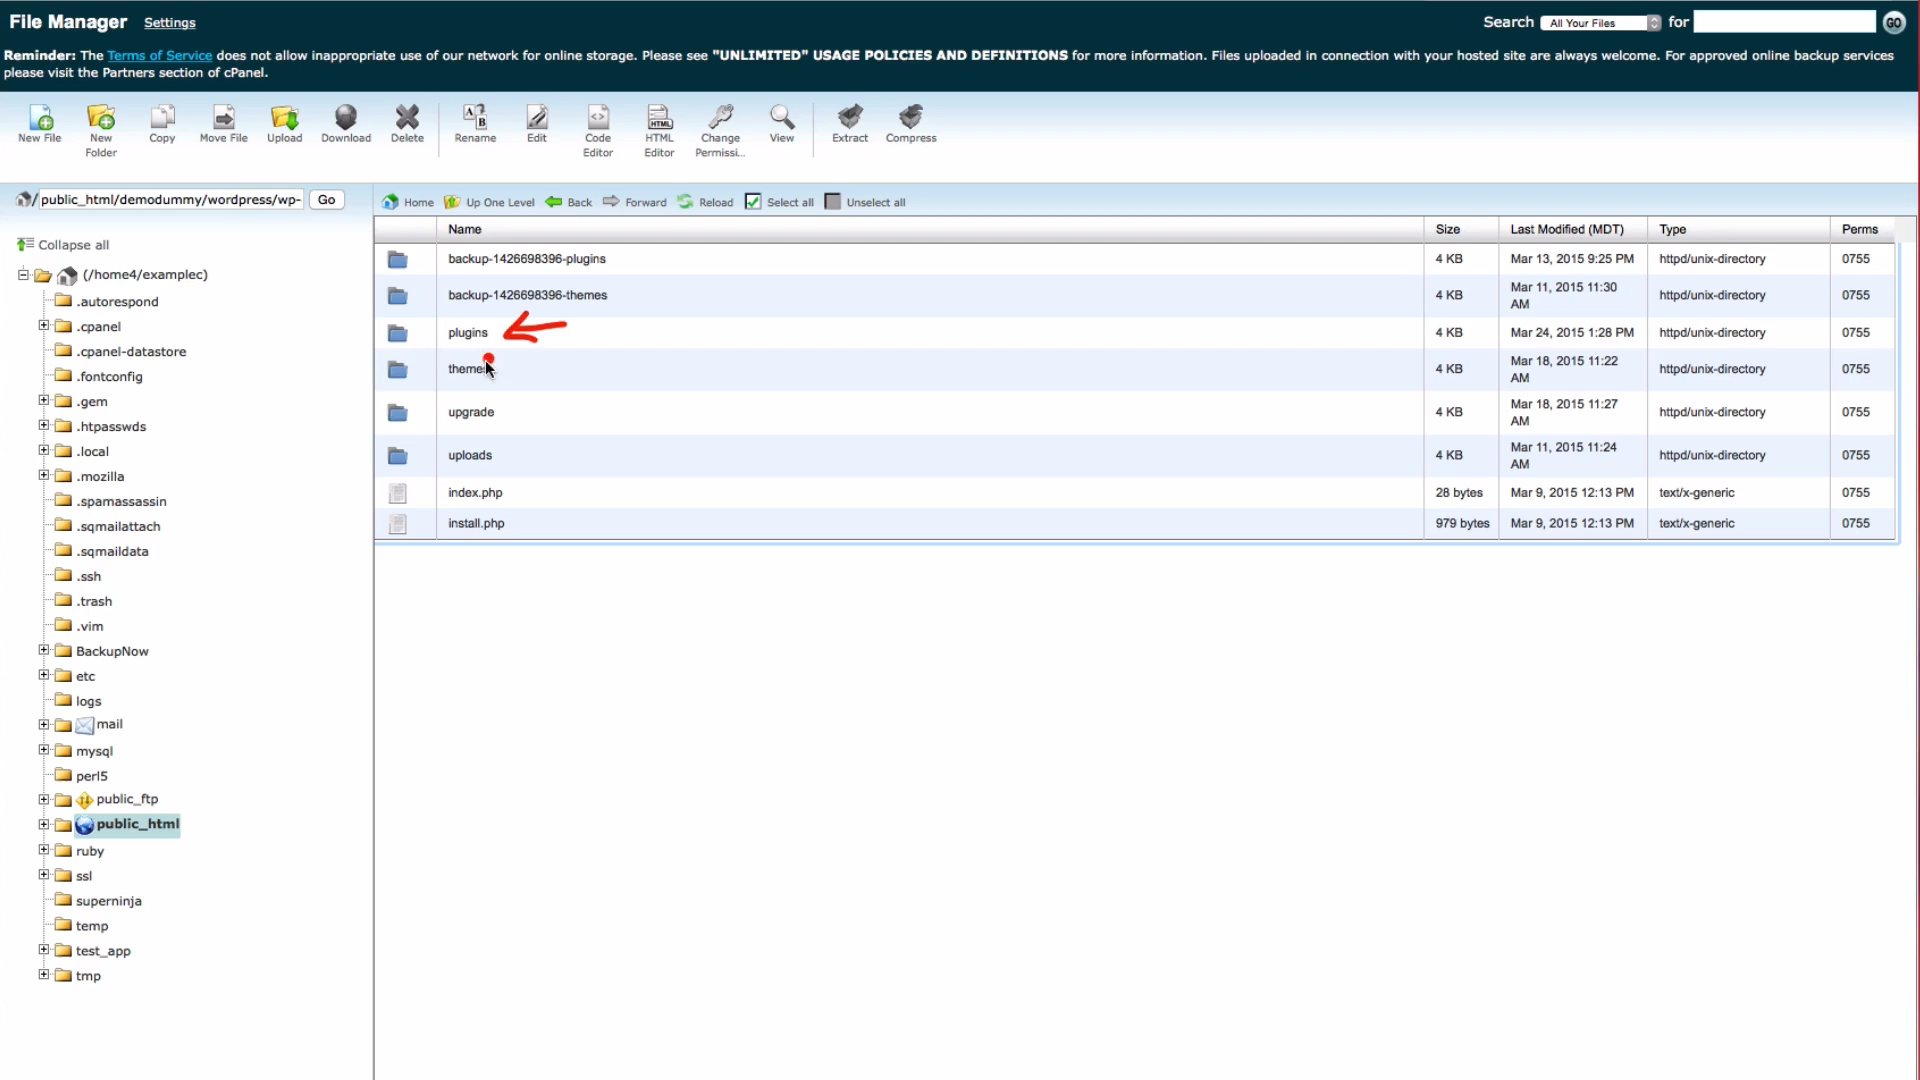 File Manager Settings
Search All Your Files for GO
Reminder: The Terms of Service does not allow inappropriate use of our network for online storage. Please see "UNLIMITED" USAGE POLICIES AND DEFINITIONS for more information. Files uploaded in connection with your hosted site are always welcome. For approved online backup services
please visit the Partners section of cPanel.
New File
New
Folder
Copy
Move File
Upload
Download
Delete
Rename
Edit
Code
Editor
HTML
Editor
Change
Permissi...
View
Extract
Compress
/ public_html/demodummy/wordpress/wp- Go
Home Up One Level Back Forward Reload Select all Unselect all
Collapse all
(/home4/examplec)
.autorespond
.cpanel
.cpanel-datastore
.fontconfig
.gem
.htpasswds
.local
.mozilla
.spamassassin
.sqmailattach
.sqmaildata
.ssh
.trash
.vim
BackupNow
etc
logs
mail
mysql
perl5
public_ftp
public_html
ruby
ssl
superninja
temp
test_app
tmp
Name Size Last Modified (MDT) Type Perms
backup-1426698396-plugins 4 KB Mar 13, 2015 9:25 PM httpd/unix-directory 0755
backup-1426698396-themes 4 KB Mar 11, 2015 11:30 AM httpd/unix-directory 0755
plugins 4 KB Mar 24, 2015 1:28 PM httpd/unix-directory 0755
themes 4 KB Mar 18, 2015 11:22 AM httpd/unix-directory 0755
upgrade 4 KB Mar 18, 2015 11:27 AM httpd/unix-directory 0755
uploads 4 KB Mar 11, 2015 11:24 AM httpd/unix-directory 0755
index.php 28 bytes Mar 9, 2015 12:13 PM text/x-generic 0755
install.php 979 bytes Mar 9, 2015 12:13 PM text/x-generic 0755